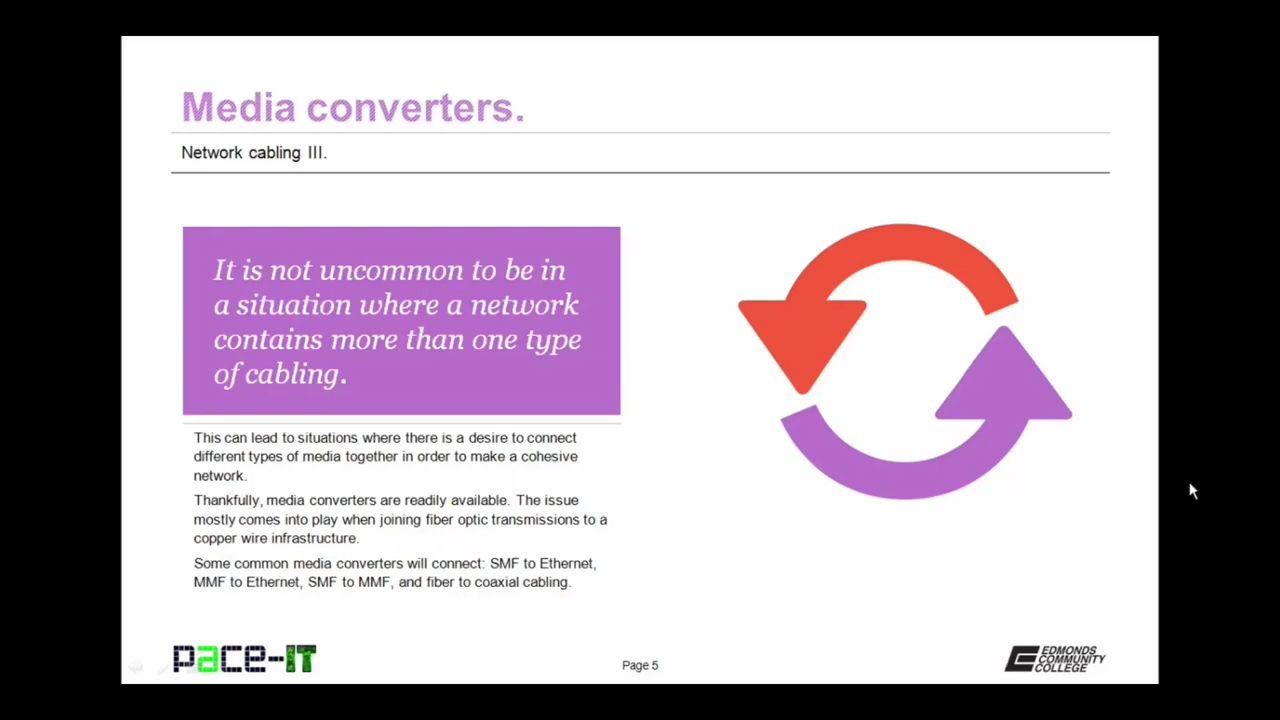 Media converters.
Network cabling III.
It is not uncommon to be in
a situation where a network
contains more than one type
of cabling.
This can lead to situations where there is a desire to connect
different types of media together in order to make a cohesive
network.
Thankfully, media converters are readily available. The issue
mostly comes into play when joining fiber optic transmissions to a
copper wire infrastructure.
Some common media converters will connect: SMF to Ethernet,
MMF to Ethernet, SMF to MMF, and fiber to coaxial cabling.
pace-IT
Page 5
EDMONDS
COMMUNITY
COLLEGE